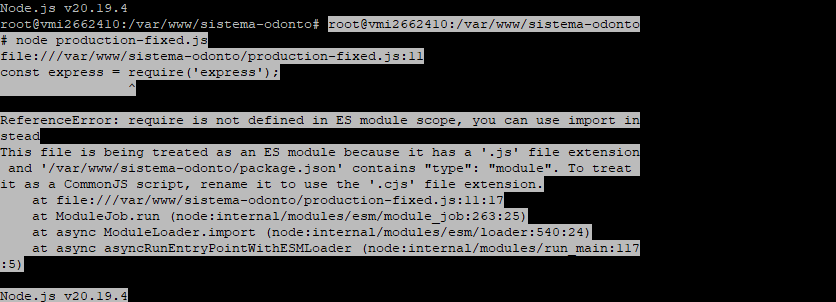 Node.js v20.19.4
root@vmi2662410:/var/www/sistema-odonto# root@vmi2662410:/var/www/sistema-odonto
# node production-fixed.js
file:///var/www/sistema-odonto/production-fixed.js:11
const express = require('express');
                ^

ReferenceError: require is not defined in ES module scope, you can use import in
stead
This file is being treated as an ES module because it has a '.js' file extension
 and '/var/www/sistema-odonto/package.json' contains "type": "module". To treat
it as a CommonJS script, rename it to use the '.cjs' file extension.
    at file:///var/www/sistema-odonto/production-fixed.js:11:17
    at ModuleJob.run (node:internal/modules/esm/module_job:263:25)
    at async ModuleLoader.import (node:internal/modules/esm/loader:540:24)
    at async asyncRunEntryPointWithESMLoader (node:internal/modules/run_main:117
:5)

Node.js v20.19.4